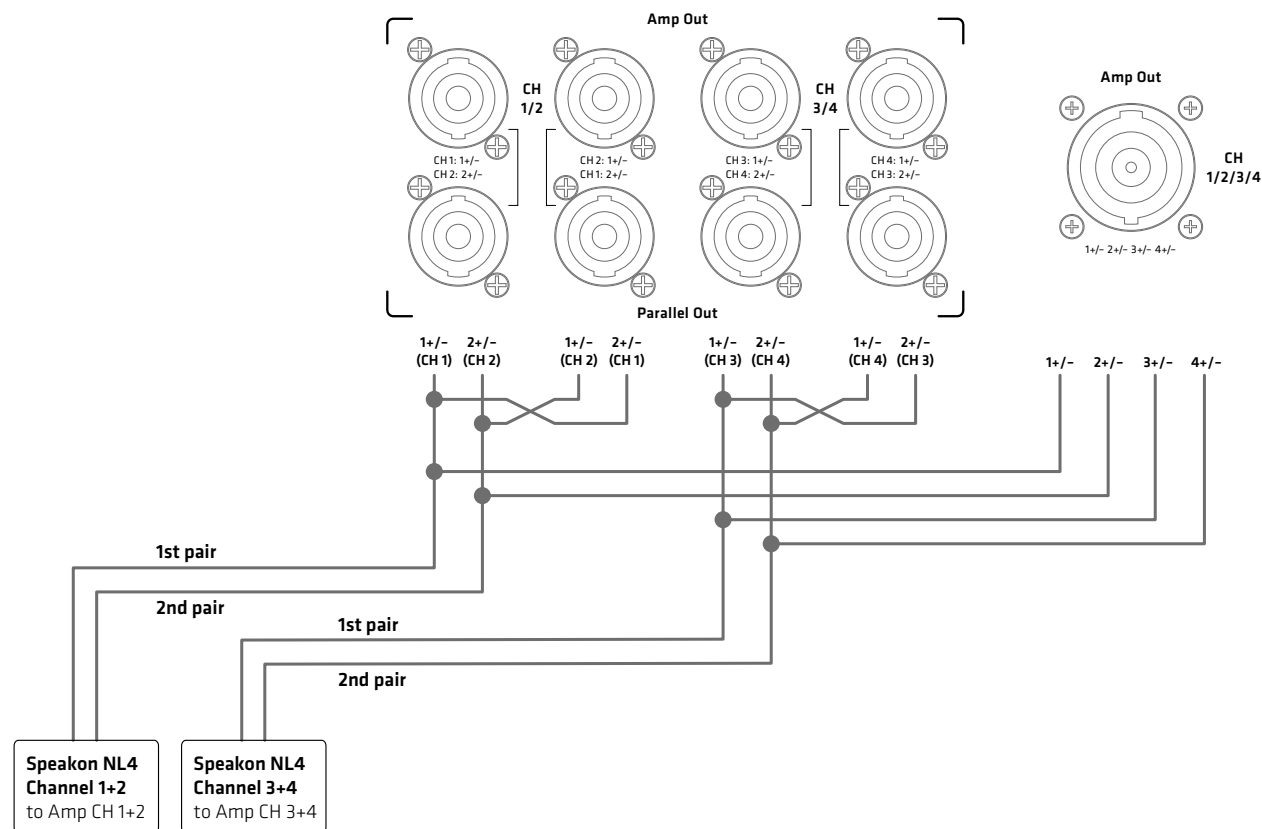 Amp Out
CH
1/2
CH
3/4
CH 1: 1+/–
CH 2: 2+/–
CH 2: 1+/–
CH 1: 2+/–
CH 3: 1+/–
CH 4: 2+/–
CH 4: 1+/–
CH 3: 2+/–
Parallel Out
Amp Out
CH
1/2/3/4
1+/– 2+/– 3+/– 4+/–
1+/– 2+/– 1+/– 2+/– 1+/– 2+/– 1+/– 2+/–
(CH 1) (CH 2) (CH 2) (CH 1) (CH 3) (CH 4) (CH 4) (CH 3)
1+/– 2+/– 3+/– 4+/–
1st pair
2nd pair
1st pair
2nd pair
Speakon NL4
Channel 1+2
to Amp CH 1+2
Speakon NL4
Channel 3+4
to Amp CH 3+4